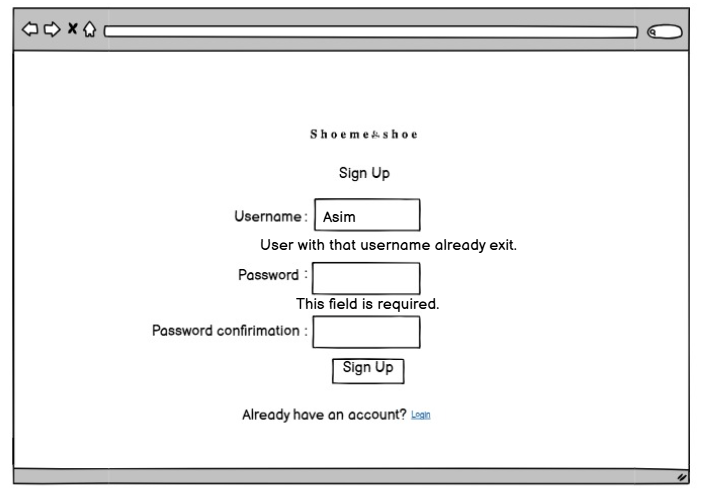 Shoeme&shoe
Sign Up
Username : Asim
User with that username already exit.
Password :
This field is required.
Password confirimation :
Sign Up
Already have an account? Login